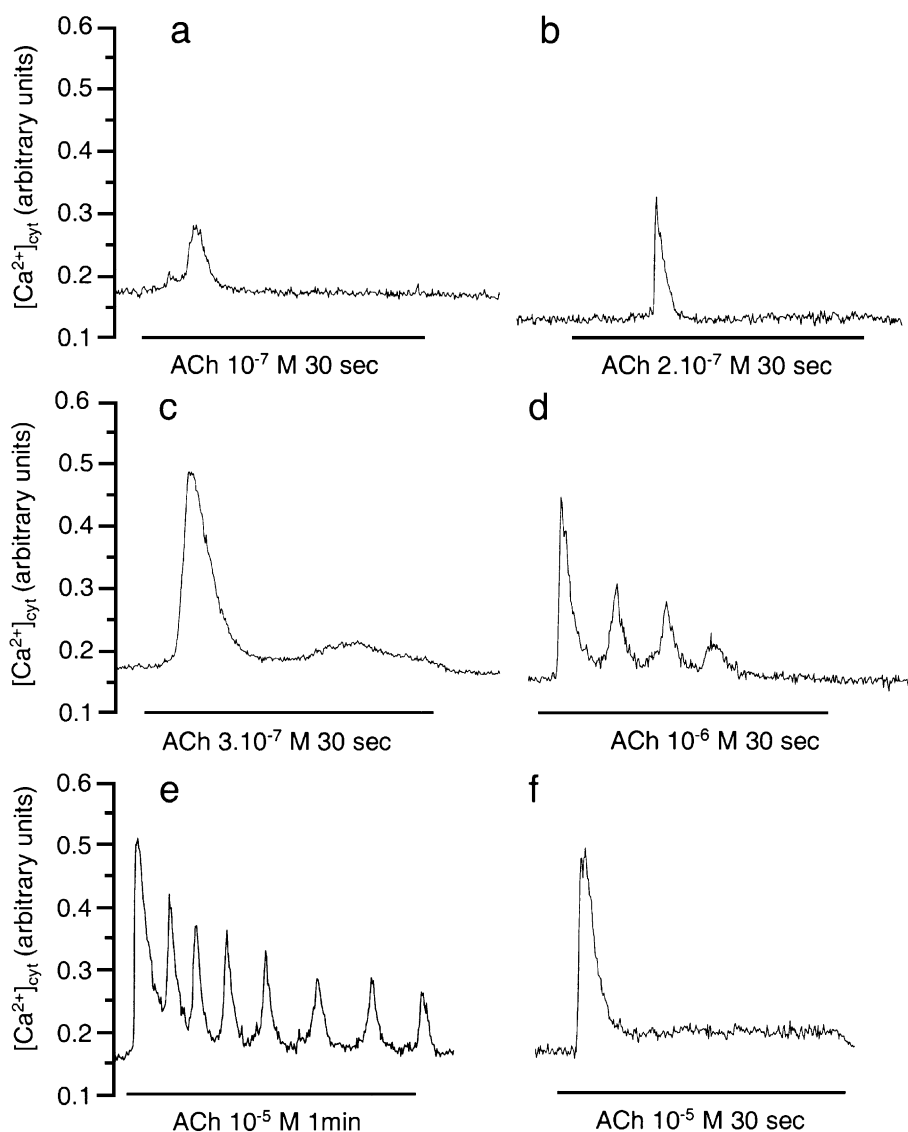 a
b
[Ca²⁺]cyt (arbitrary units)
0.6
0.5
0.4
0.3
0.2
0.1
ACh 10⁻⁷ M 30 sec
ACh 2.10⁻⁷ M 30 sec
c
d
[Ca²⁺]cyt (arbitrary units)
0.6
0.5
0.4
0.3
0.2
0.1
ACh 3.10⁻⁷ M 30 sec
ACh 10⁻⁶ M 30 sec
e
f
[Ca²⁺]cyt (arbitrary units)
0.6
0.5
0.4
0.3
0.2
0.1
ACh 10⁻⁵ M 1min
ACh 10⁻⁵ M 30 sec